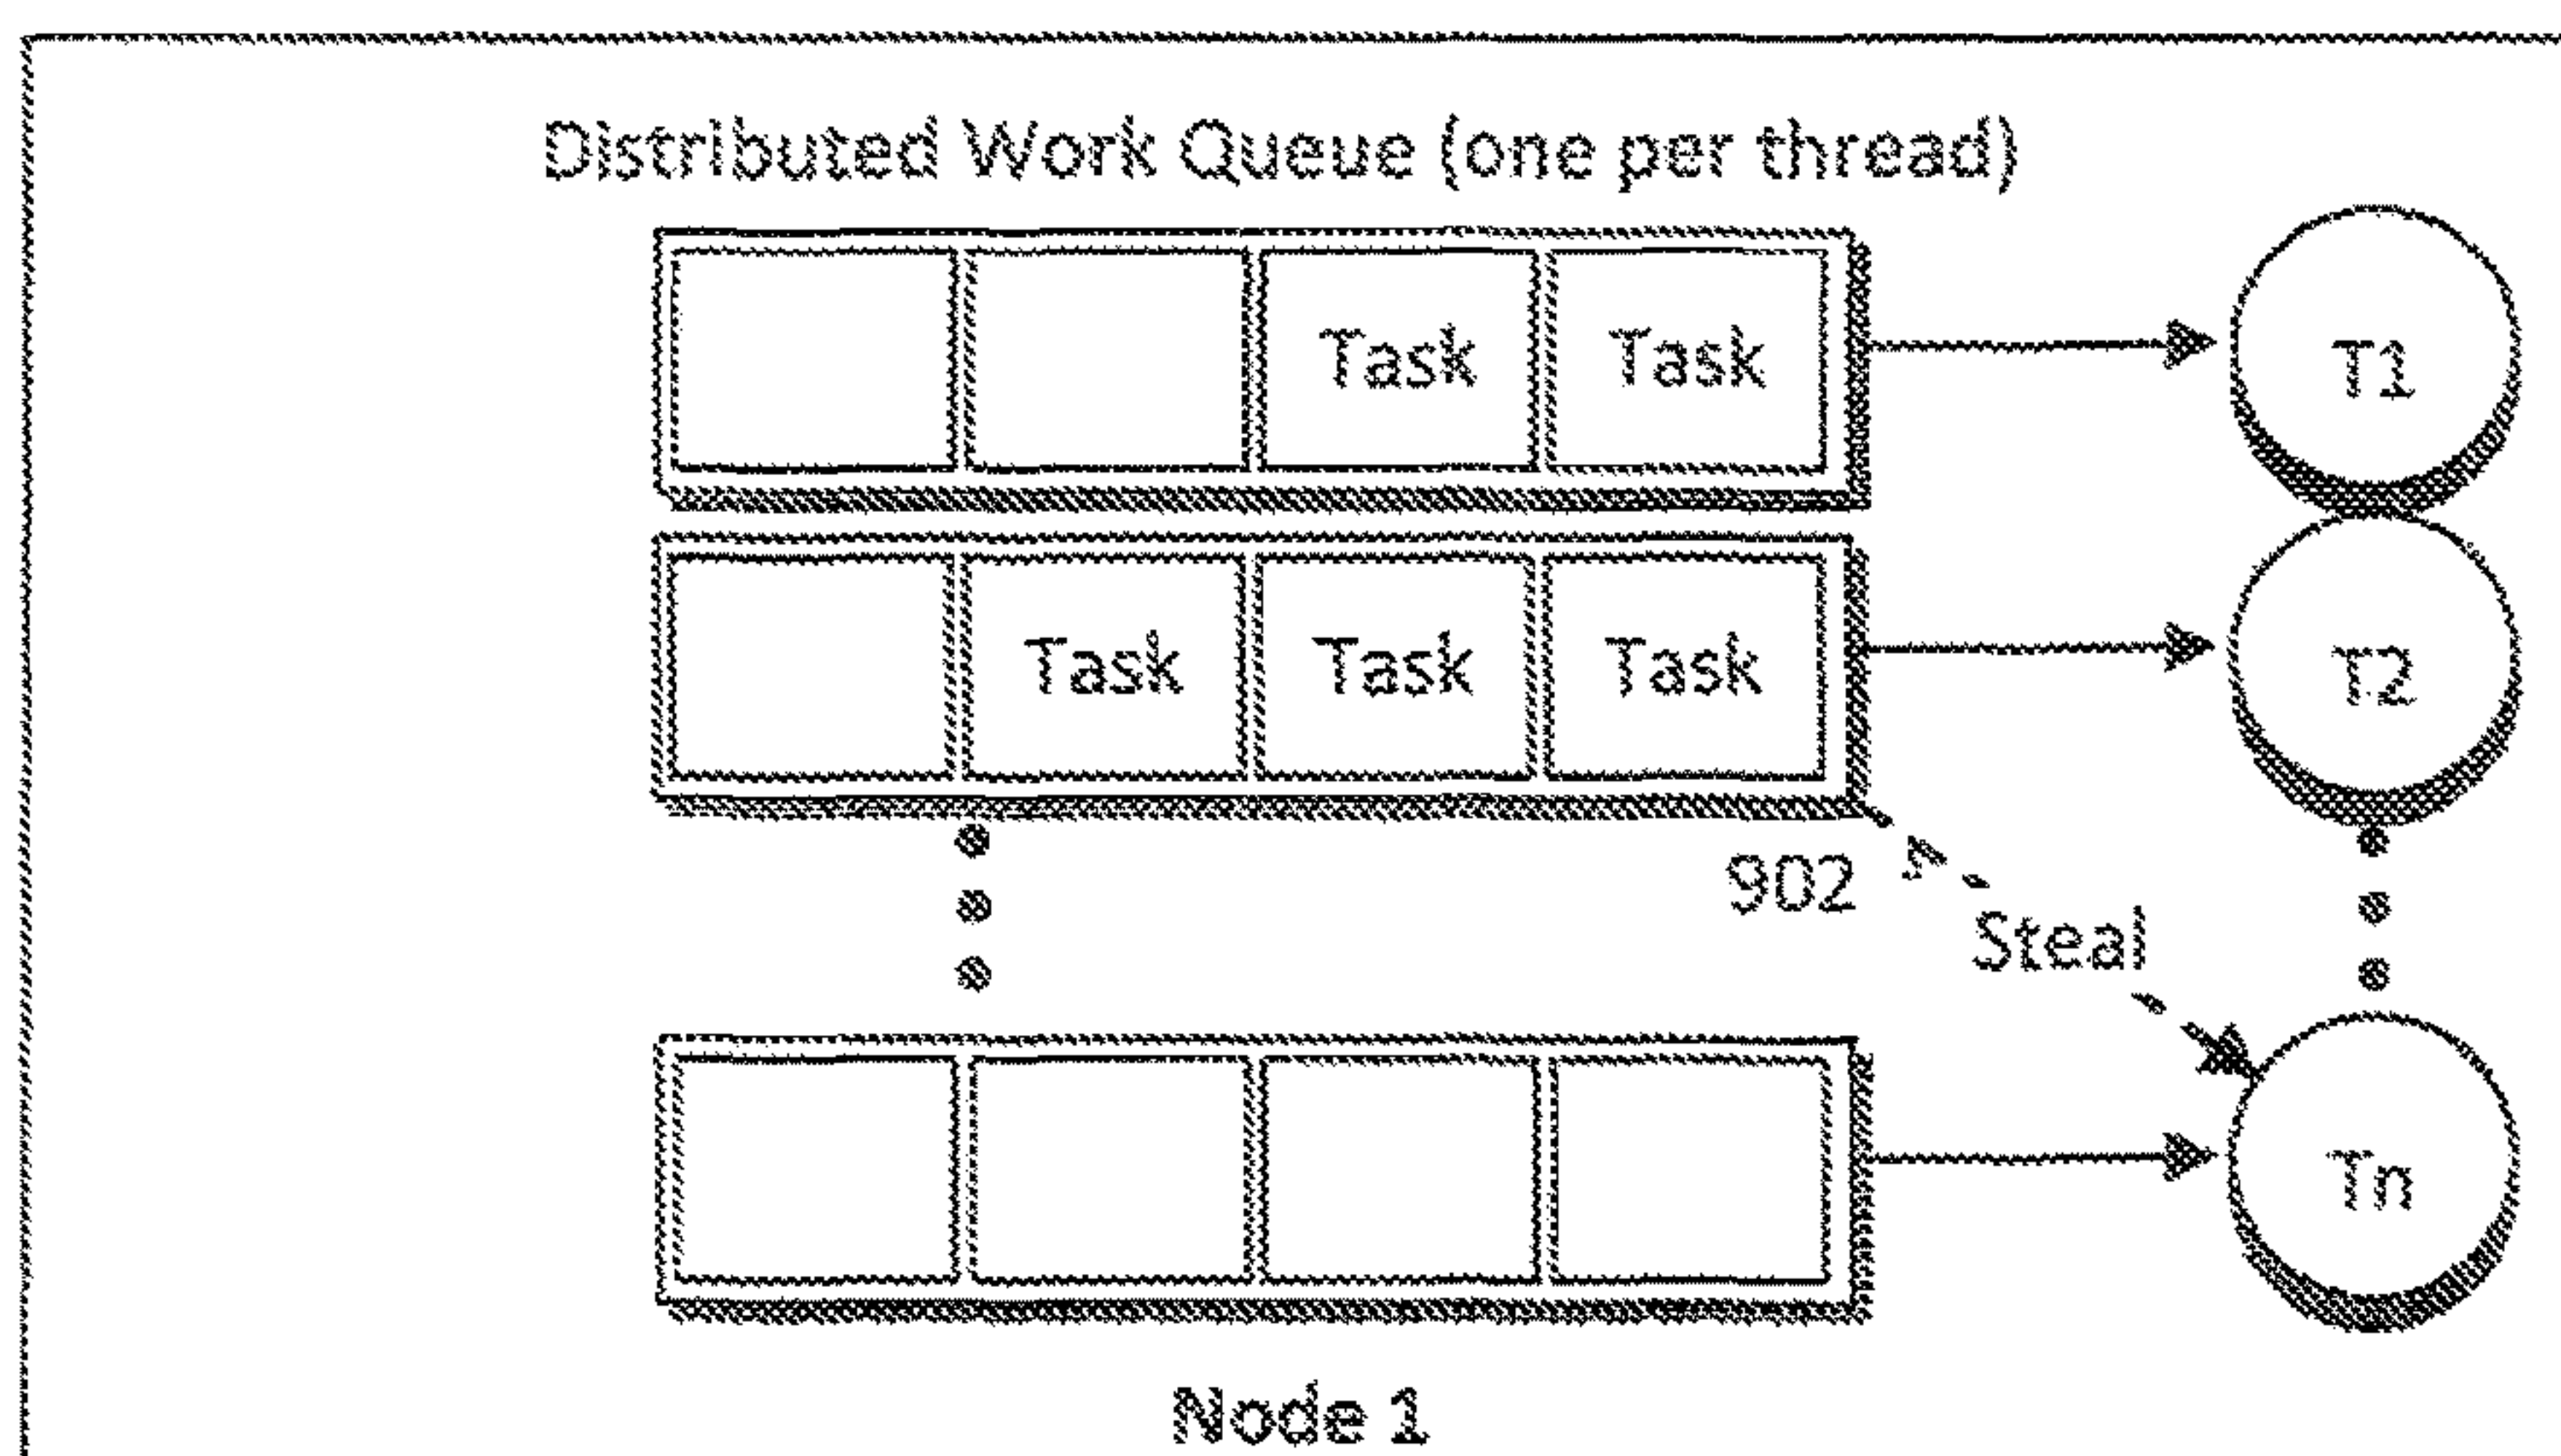 Distributed Work Queue (one per thread)
Task Task T1
Task Task Task T2
902
Steal
Tn
Node 1